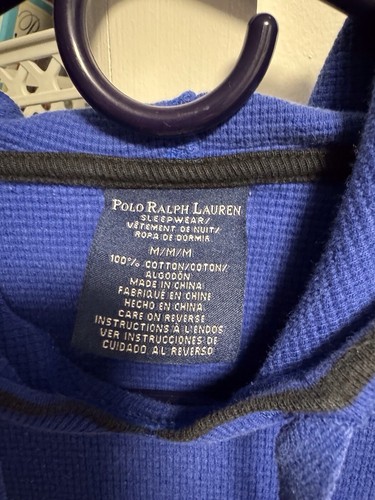 POLO RALPH LAUREN
SLEEPWEAR/
VÊTEMENT DE NUIT/
ROPA DE DORMIR
M/M/M
100% COTTON/COTON/
ALGODÓN
MADE IN CHINA
FABRIQUÉ EN CHINE
HECHO EN CHINA
CARE ON REVERSE
INSTRUCTIONS À L'ENDOS
VER INSTRUCCIONES DE
CUIDADO AL REVERSO